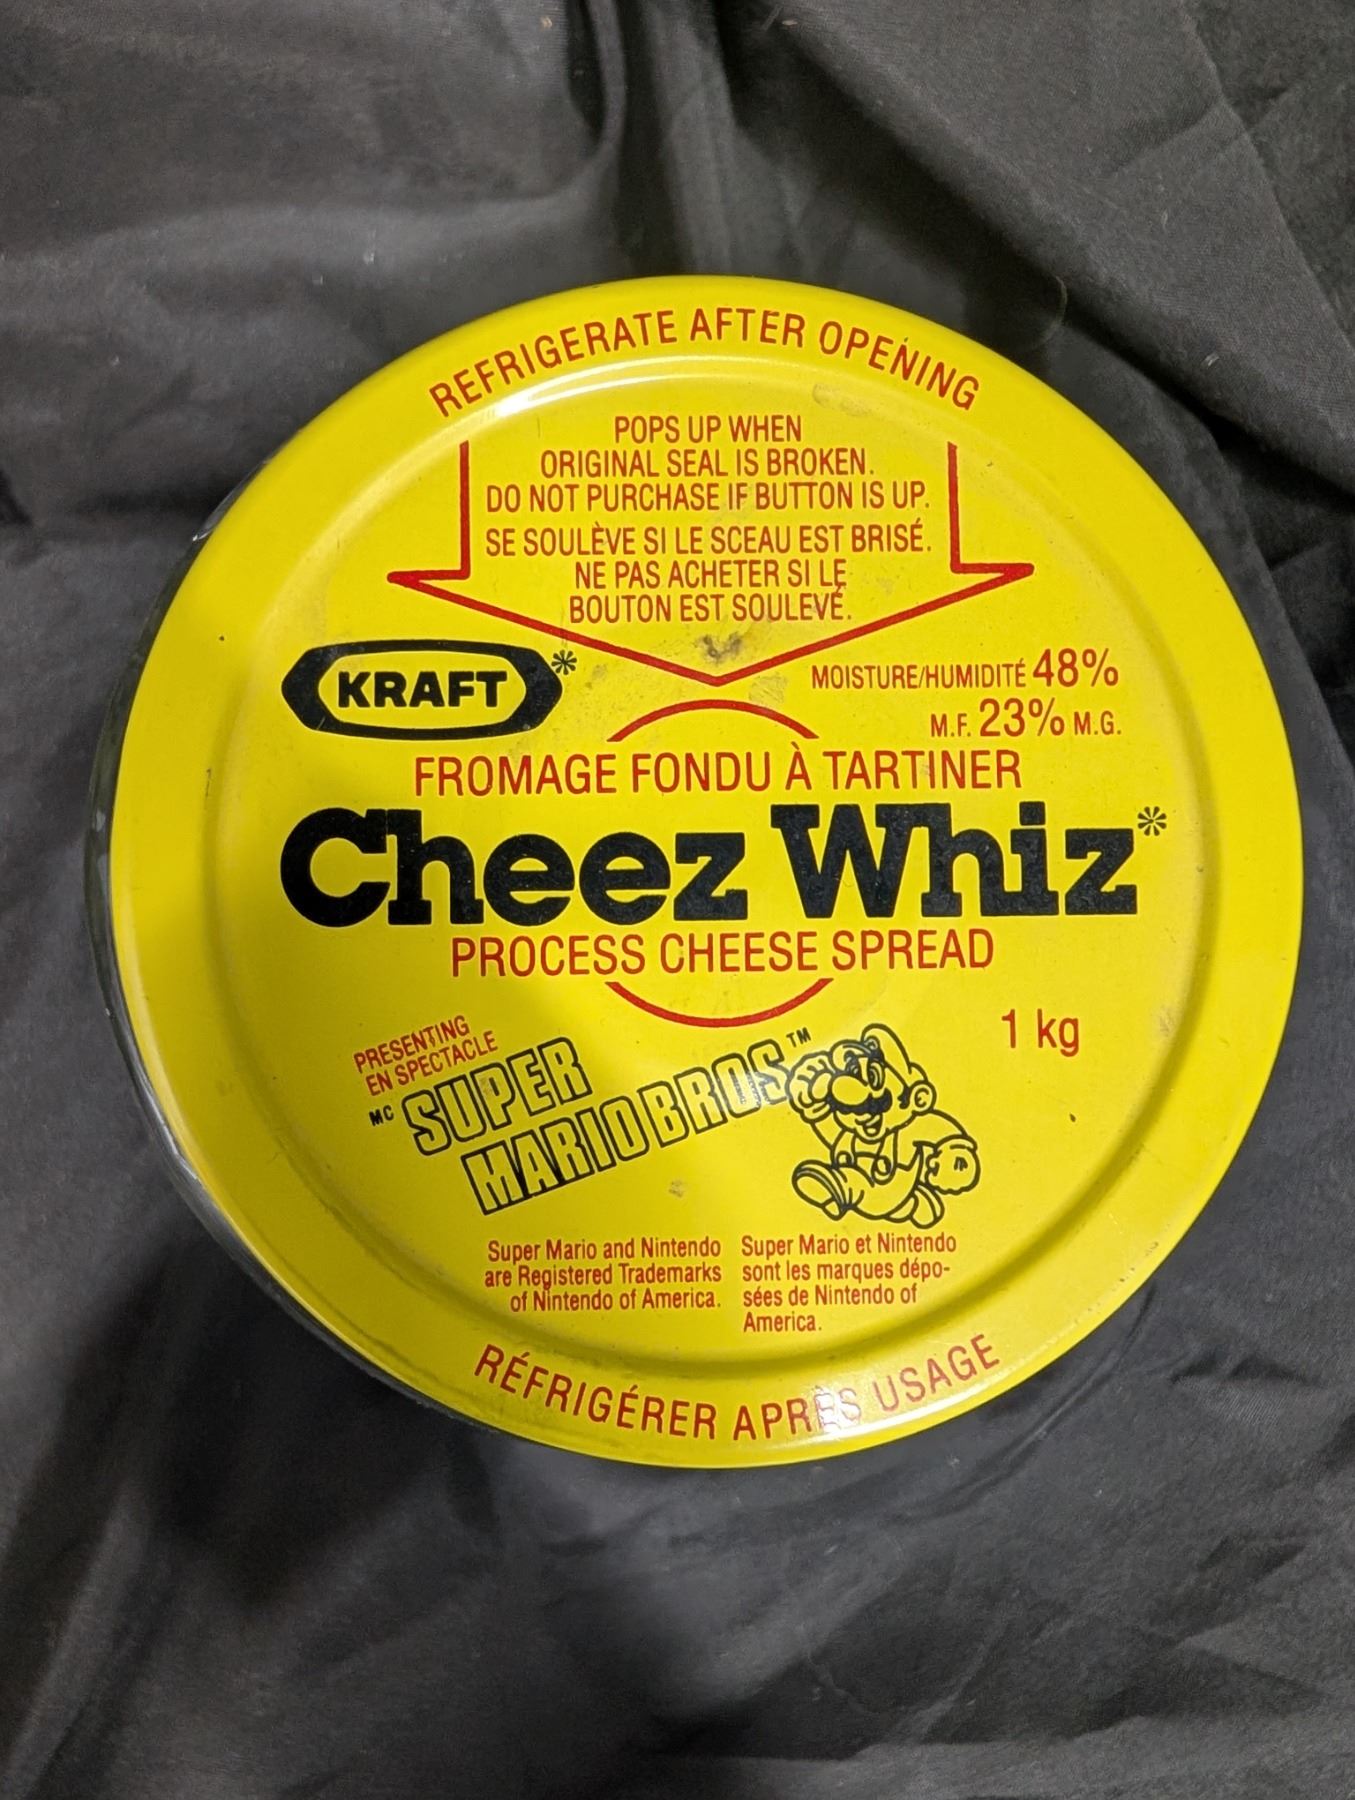 REFRIGERATE AFTER OPENING
POPS UP WHEN
ORIGINAL SEAL IS BROKEN.
DO NOT PURCHASE IF BUTTON IS UP.
SE SOULÈVE SI LE SCEAU EST BRISÉ.
NE PAS ACHETER SI LE
BOUTON EST SOULEVÉ.
KRAFT*
MOISTURE/HUMIDITÉ 48%
M.F. 23% M.G.
FROMAGE FONDU À TARTINER
Cheez Whiz*
PROCESS CHEESE SPREAD
1 kg
PRESENTING
EN SPECTACLE
MC SUPER
MARIO BROS™
M
Super Mario and Nintendo
are Registered Trademarks
of Nintendo of America.
Super Mario et Nintendo
sont les marques dépo-
sées de Nintendo of
America.
RÉFRIGÉRER APRÈS USAGE